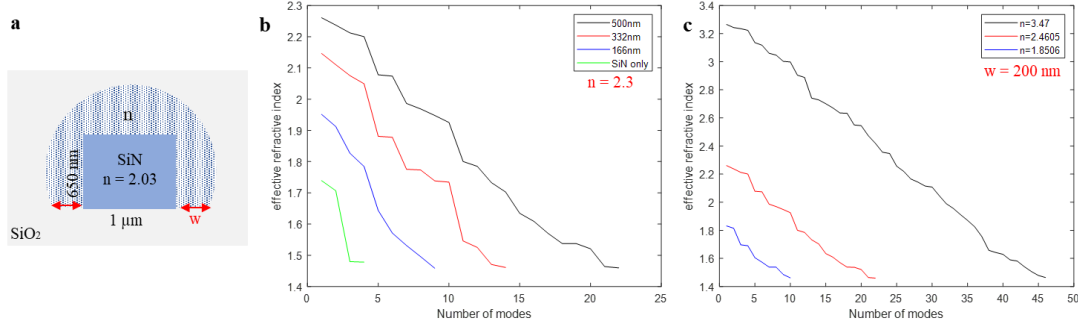 a
n
SiN
n = 2.03
650 nm
1 µm
w
SiO₂
b
2.3
2.2
2.1
2
1.9
1.8
1.7
1.6
1.5
1.4
0
5
10
15
20
25
effective refractive index
Number of modes
500nm
332nm
166nm
SiN only
n = 2.3
c
3.4
3.2
3
2.8
2.6
2.4
2.2
2
1.8
1.6
1.4
0
5
10
15
20
25
30
35
40
45
50
effective refractive index
Number of modes
n=3.47
n=2.4605
n=1.8506
w = 200 nm